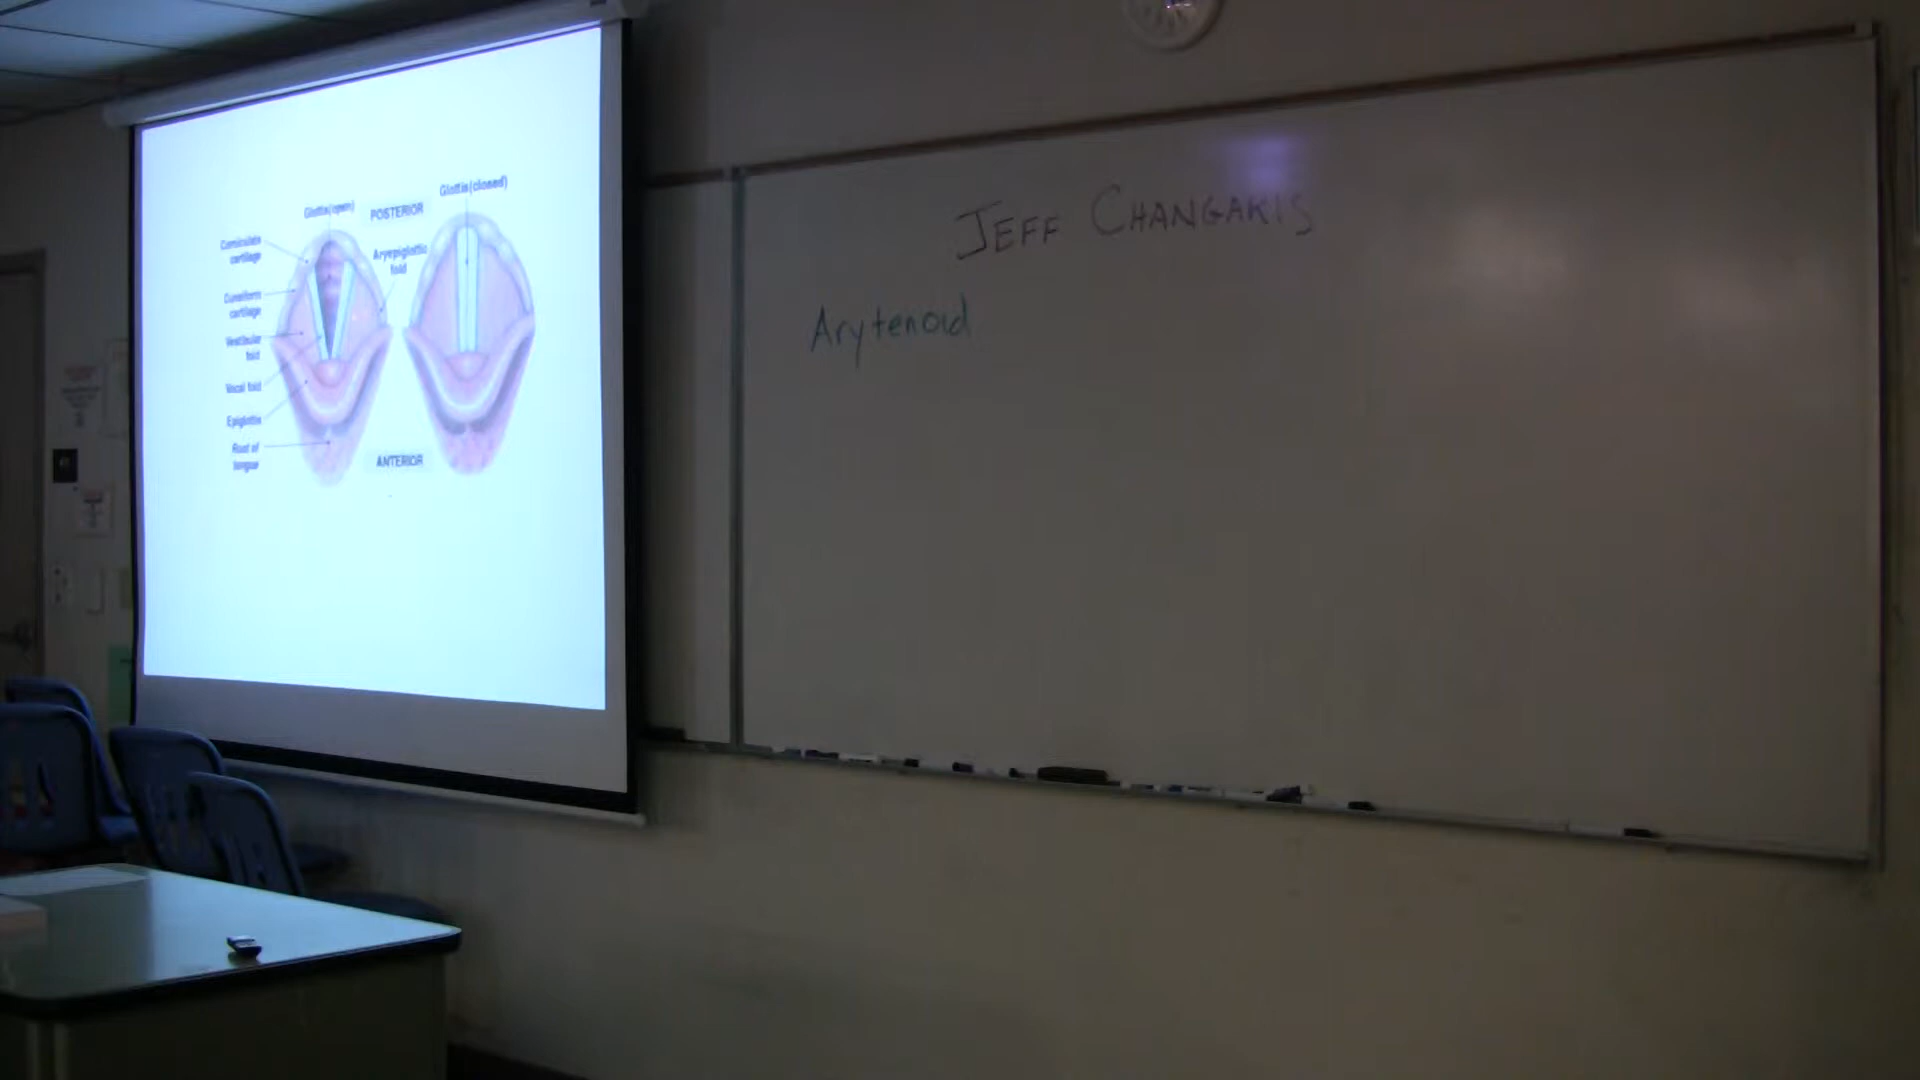 Glottis (closed)
Glottis (open)
POSTERIOR
Corniculate
cartilage
Aryepiglottic
fold
Cuneiform
cartilage
Vestibular
fold
Vocal fold
Epiglottis
Root of
tongue
ANTERIOR
JEFF CHANGARIS
Arytenoid